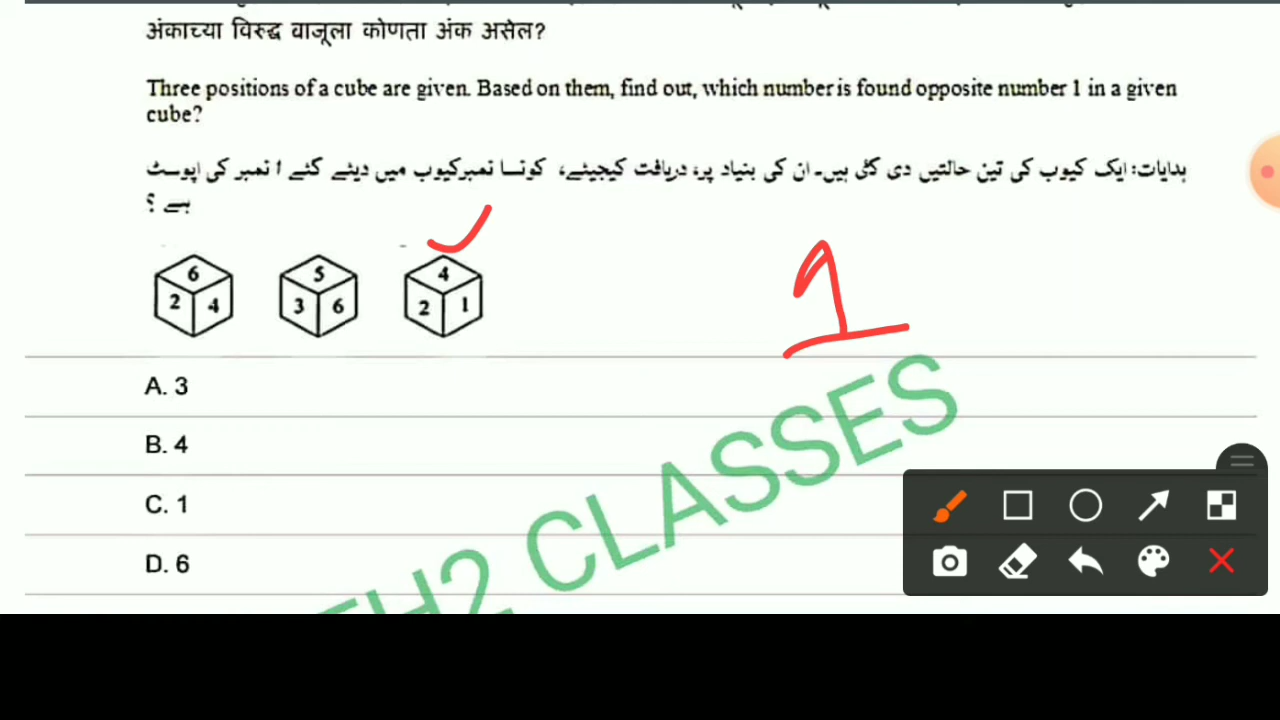 अंकाच्या विरुद्ध वाजूला कोणता अंक असेल?
Three positions of a cube are given. Based on them, find out, which number is found opposite number 1 in a given
cube?
ہدایات: ایک کیوب کی تین حالتیں دی گئی ہیں۔ ان کی بنیاد پر، دریافت کیجیئے، کونسا نمبرکیوب میں دیئے گئے ۱ نمبر کی اپوسٹ
ہے ؟
6 5 4
2 4 3 6 2 1
1
A. 3
B. 4
C. 1
D. 6
CLASSES